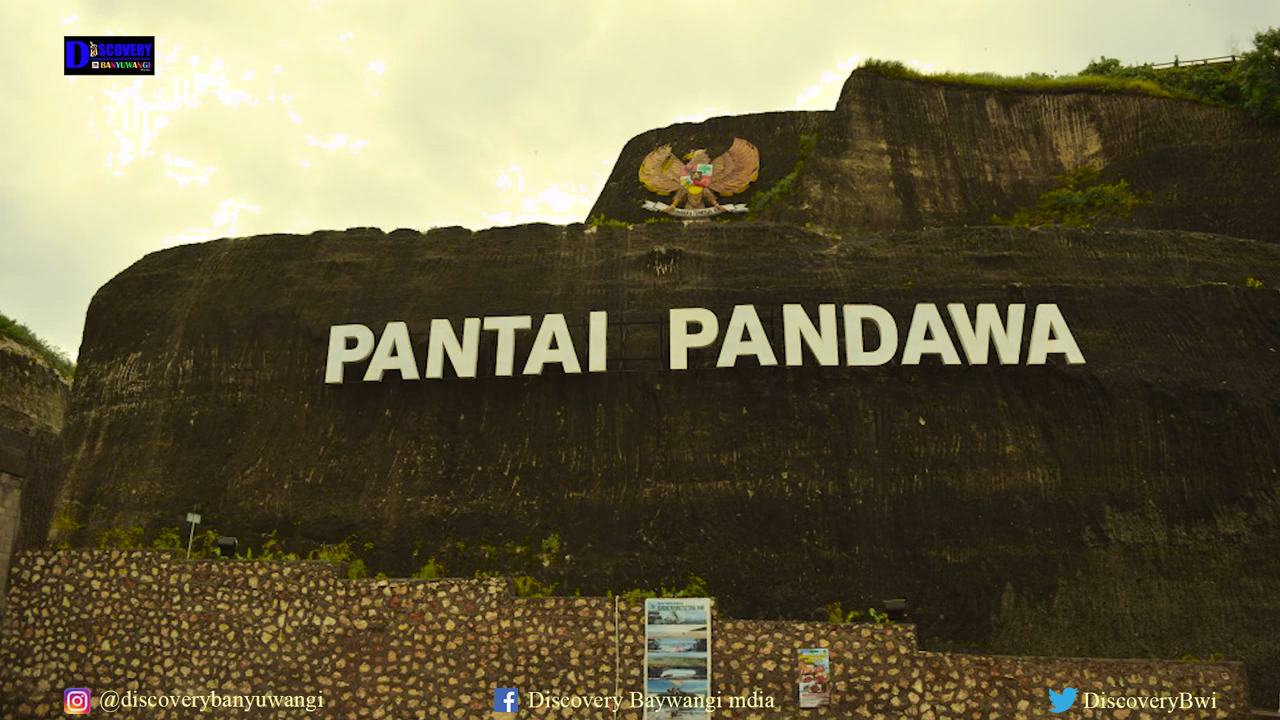 DISCOVERY
BANYUWANGI
PANTAI PANDAWA
@discoverybanyuwangi
Discovery Baywangi mdia
DiscoveryBwi